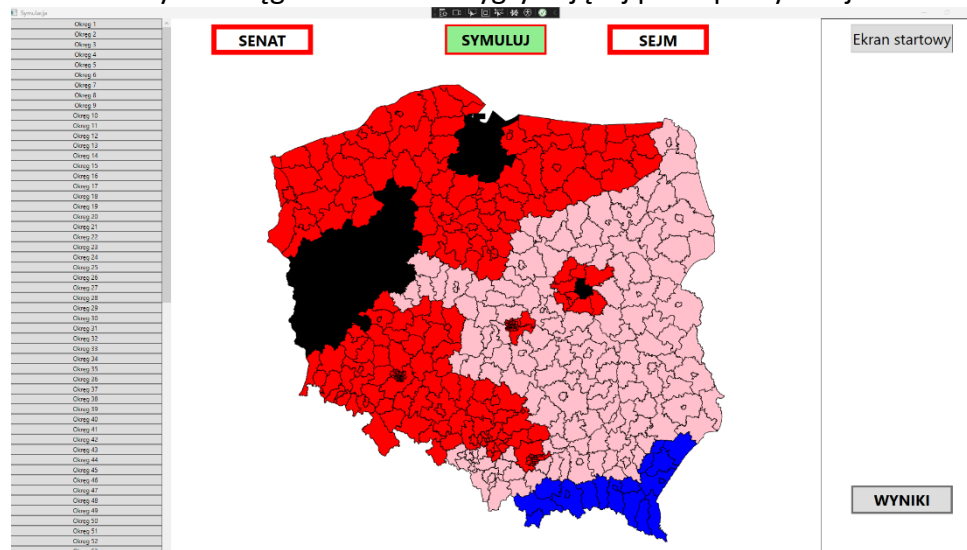 Symulacja
SENAT
SYMULUJ
SEJM
Ekran startowy
Okręg 1
Okręg 2
Okręg 3
Okręg 4
Okręg 5
Okręg 6
Okręg 7
Okręg 8
Okręg 9
Okręg 10
Okręg 11
Okręg 12
Okręg 13
Okręg 14
Okręg 15
Okręg 16
Okręg 17
Okręg 18
Okręg 19
Okręg 20
Okręg 21
Okręg 22
Okręg 23
Okręg 24
Okręg 25
Okręg 26
Okręg 27
Okręg 28
Okręg 29
Okręg 30
Okręg 31
Okręg 32
Okręg 33
Okręg 34
Okręg 35
Okręg 36
Okręg 37
Okręg 38
Okręg 39
Okręg 40
Okręg 41
Okręg 42
Okręg 43
Okręg 44
Okręg 45
Okręg 46
Okręg 47
Okręg 48
Okręg 49
Okręg 50
Okręg 51
Okręg 52
WYNIKI